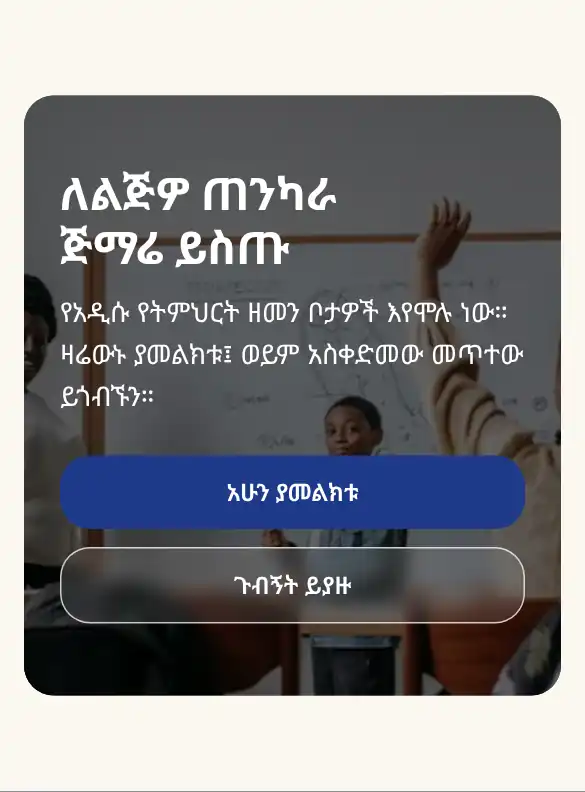 ለልጅዎ ጠንካራ
ጅማሬ ይስጡ
የአዲሱ የትምህርት ዘመን ቦታዎች እየሞሉ ነው።
ዛሬውኑ ያመልክቱ፤ ወይም አስቀድመው መጥተው
ይጎብኙን።
አሁን ያመልክቱ
ጉብኝት ይያዙ